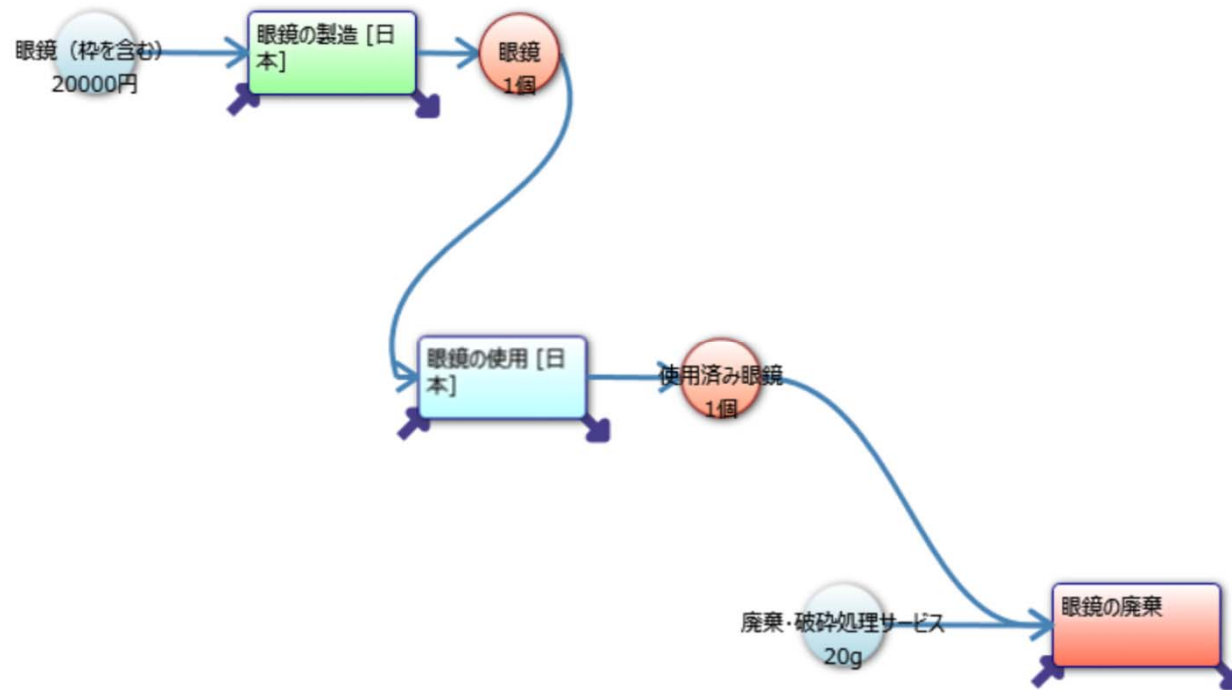 眼鏡（枠を含む）
20000円
眼鏡の製造 [日
本]
眼鏡
1個
眼鏡の使用 [日
本]
使用済み眼鏡
1個
廃棄・破砕処理サービス
20g
眼鏡の廃棄